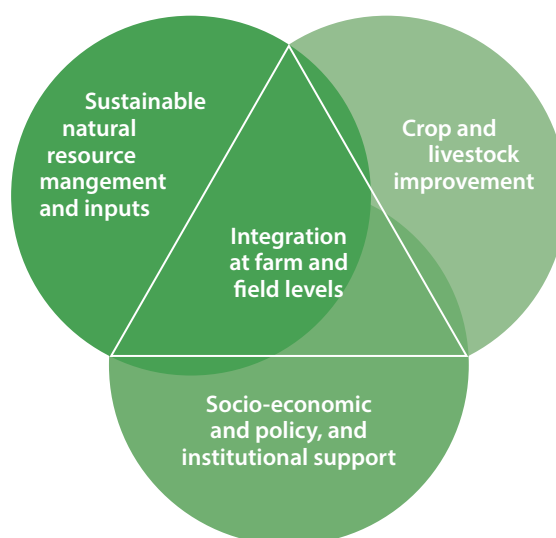 Sustainable
natural
resource
mangement
and inputs
Crop and
livestock
improvement
Integration
at farm and
field levels
Socio-economic
and policy, and
institutional support